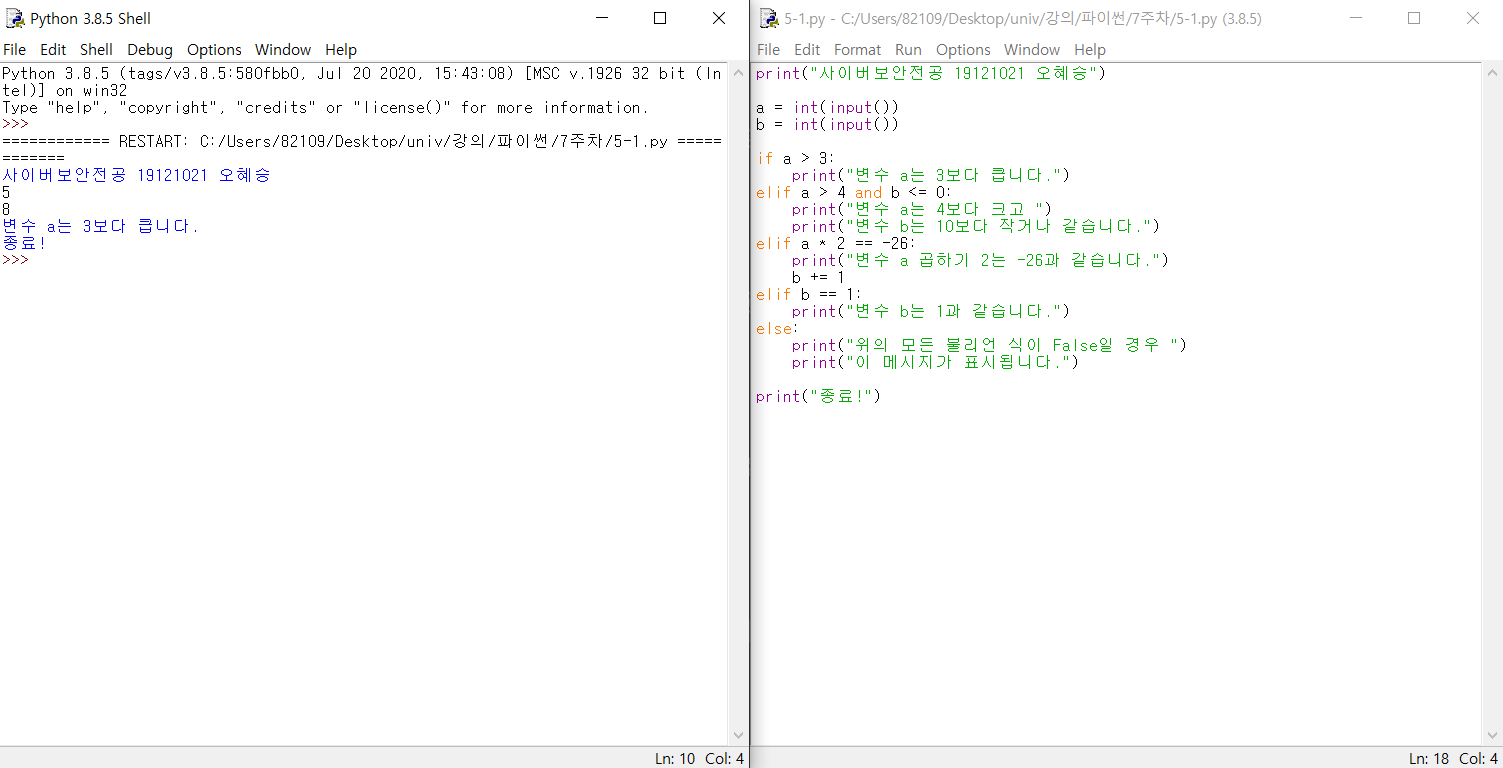 Python 3.8.5 Shell
File Edit Shell Debug Options Window Help
Python 3.8.5 (tags/v3.8.5:580fbb0, Jul 20 2020, 15:43:08) [MSC v.1926 32 bit (In
tel)] on win32
Type "help", "copyright", "credits" or "license()" for more information.
>>>
============ RESTART: C:/Users/82109/Desktop/univ/강의/파이썬/7주차/5-1.py =====
=======
사이버보안전공 19121021 오혜승
5
8
변수 a는 3보다 큽니다.
종료!
>>>
Ln: 10 Col: 4
5-1.py - C:/Users/82109/Desktop/univ/강의/파이썬/7주차/5-1.py (3.8.5)
File Edit Format Run Options Window Help
print("사이버보안전공 19121021 오혜승")
a = int(input())
b = int(input())
if a > 3:
    print("변수 a는 3보다 큽니다.")
elif a > 4 and b <= 0:
    print("변수 a는 4보다 크고 ")
    print("변수 b는 10보다 작거나 같습니다.")
elif a * 2 == -26:
    print("변수 a 곱하기 2는 -26과 같습니다.")
    b += 1
elif b == 1:
    print("변수 b는 1과 같습니다.")
else:
    print("위의 모든 불리언 식이 False일 경우 ")
    print("이 메시지가 표시됩니다.")
print("종료!")
Ln: 18 Col: 4